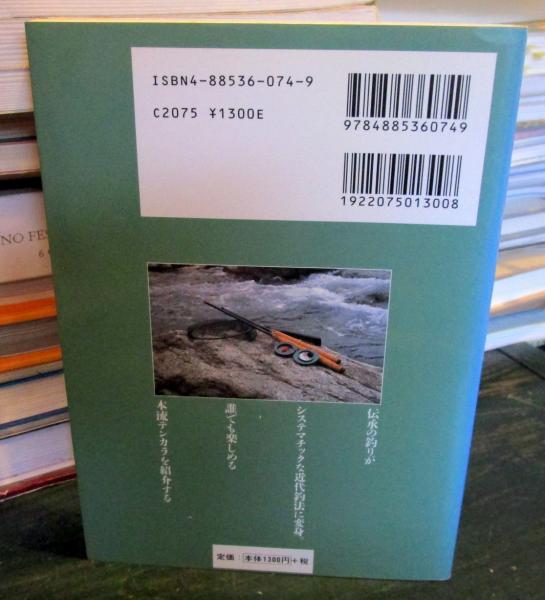 ISBN4-88536-074-9
C2075 ¥1300E
9784885360749
1922075013008
伝承の釣りが
システマチックな近代釣法に変身。
誰でも楽しめる
本流テンカラを紹介する
定価：本体1300円+税
NO FES